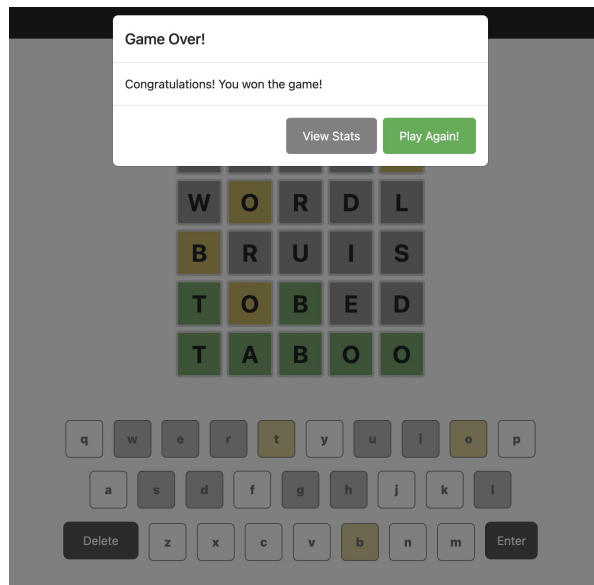 Game Over!
Congratulations! You won the game!
View Stats Play Again!
W O R D L
B R U I S
T O B E D
T A B O O
q w e r t y u i o p
a s d f g h j k l
Delete z x c v b n m Enter